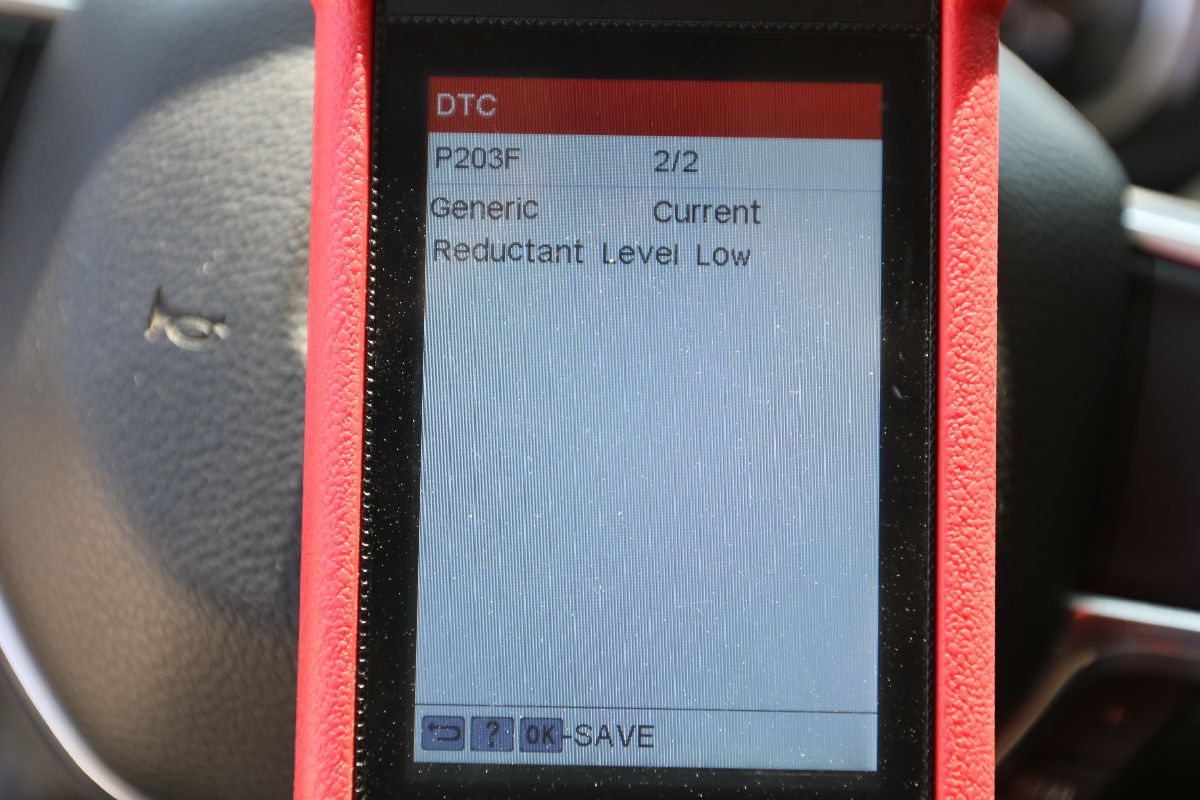 DTC
P203F 2/2
Generic Current
Reductant Level Low
? OK-SAVE